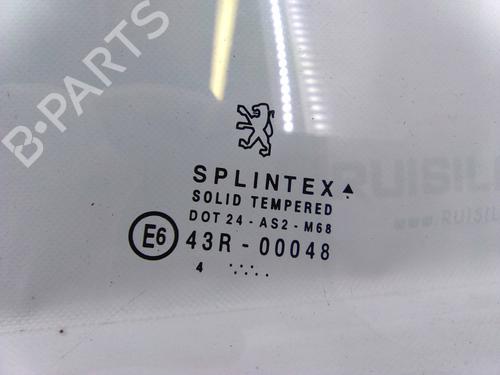 B-PARTS
SPLINTEX
SOLID TEMPERED
DOT 24 - AS2 - M68
E6 43R - 00048
4